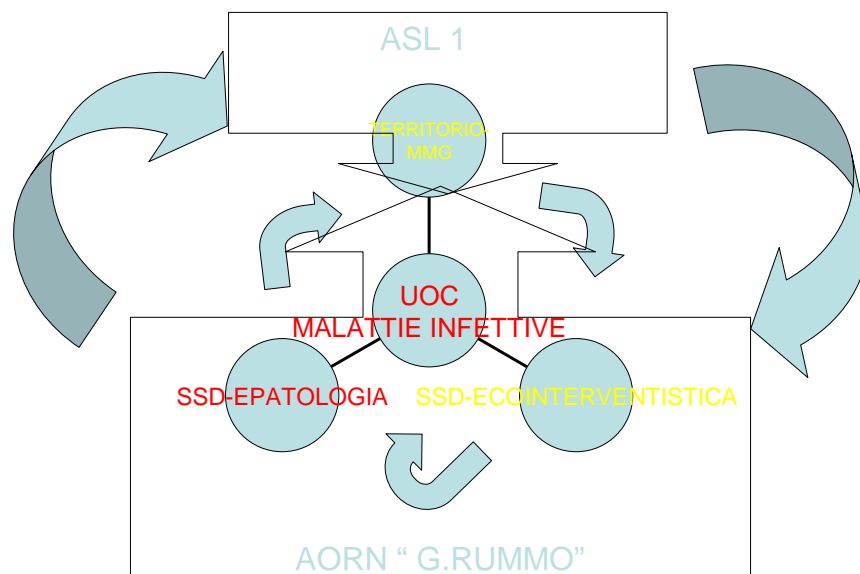 ASL 1
TERRITORIO-
MMG
UOC
MALATTIE INFETTIVE
SSD-EPATOLOGIA
SSD-ECOINTERVENTISTICA
AORN “ G.RUMMO”